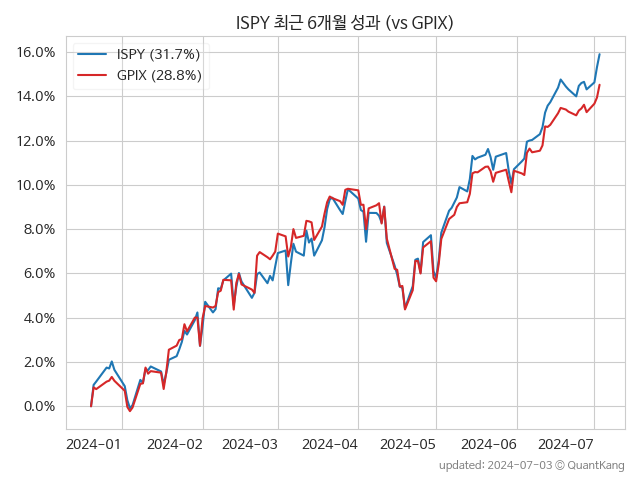 ISPY 최근 6개월 성과 (vs GPIX)
ISPY (31.7%)
GPIX (28.8%)
16.0%
14.0%
12.0%
10.0%
8.0%
6.0%
4.0%
2.0%
0.0%
2024-01 2024-02 2024-03 2024-04 2024-05 2024-06 2024-07
updated: 2024-07-03 © QuantKang